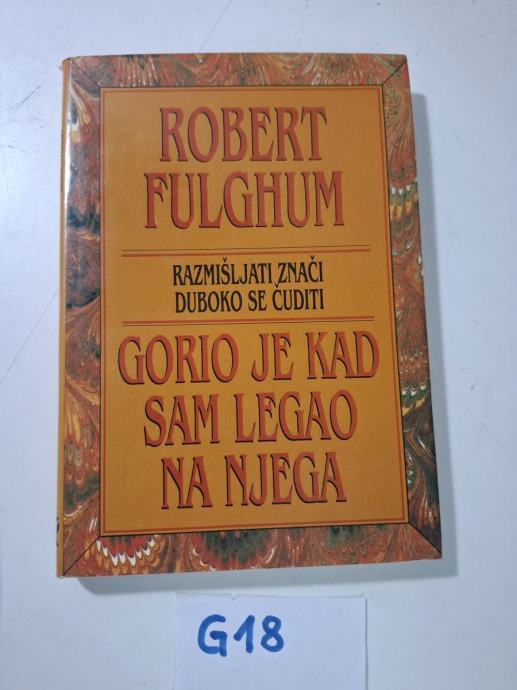 ROBERT
FULGHUM
RAZMIŠLJATI ZNAČI
DUBOKO SE ČUDITI
GORIO JE KAD
SAM LEGAO
NA NJEGA
G18